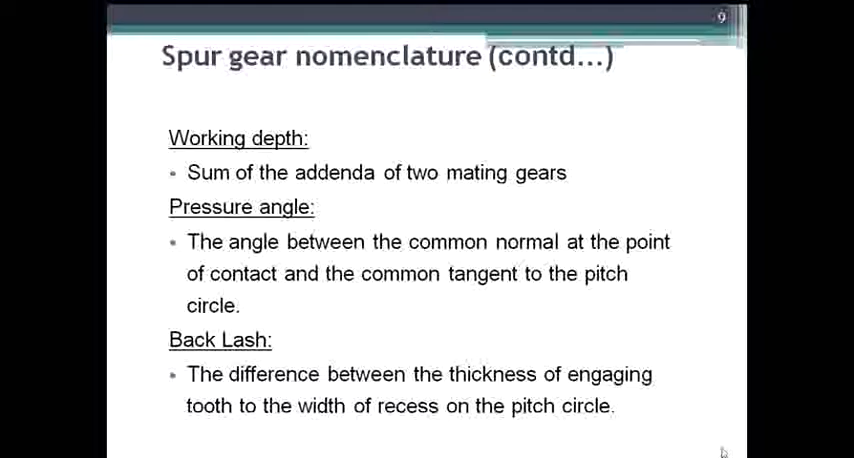 9
Spur gear nomenclature (contd...)
Working depth:
• Sum of the addenda of two mating gears
Pressure angle:
• The angle between the common normal at the point
of contact and the common tangent to the pitch
circle.
Back Lash:
• The difference between the thickness of engaging
tooth to the width of recess on the pitch circle.